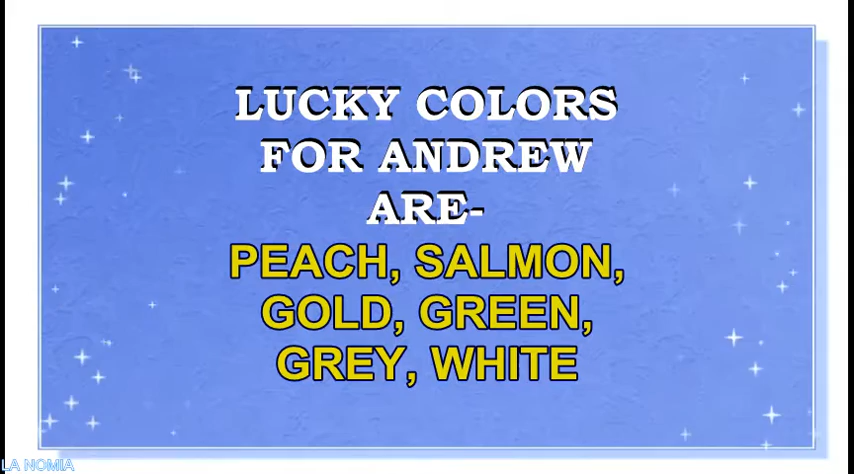 LUCKY COLORS
FOR ANDREW
ARE-
PEACH, SALMON,
GOLD, GREEN,
GREY, WHITE
LA NOMIA